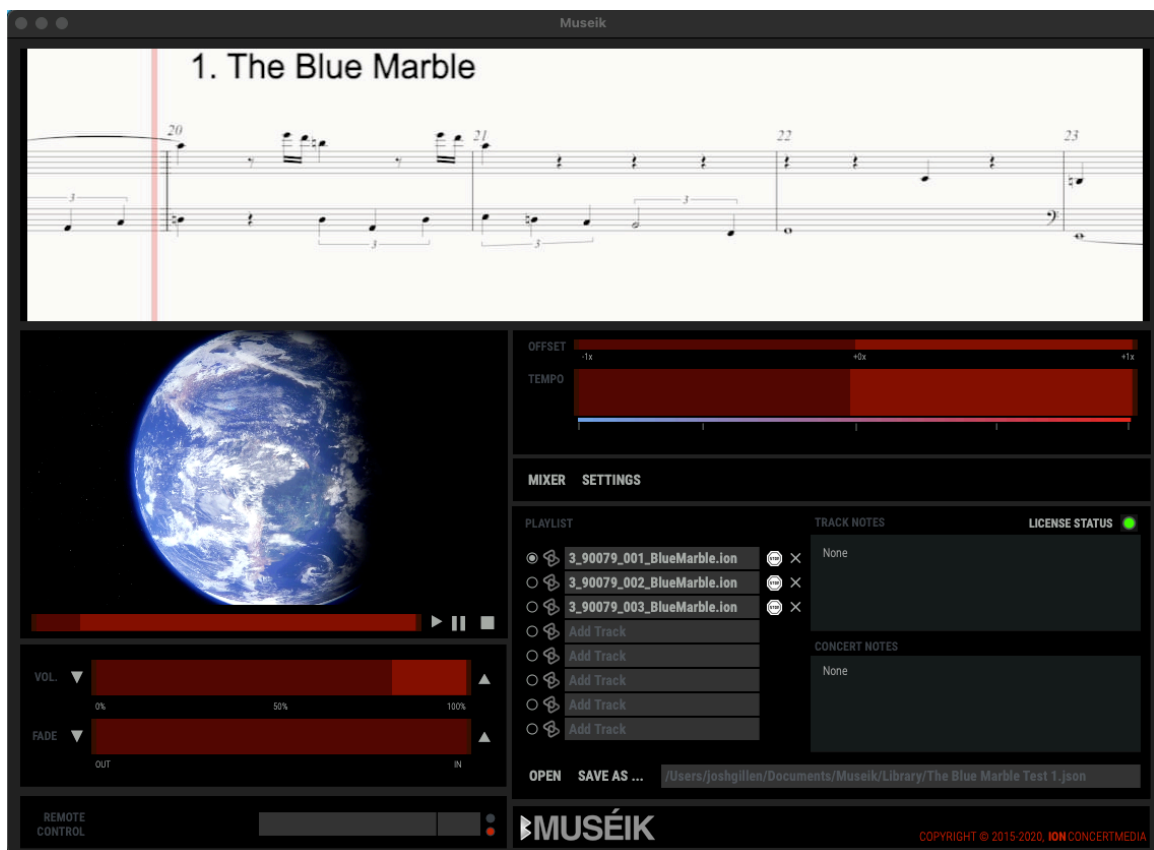 Museik
1. The Blue Marble
20
21
22
23
3
3
3
3
OFFSET
-1x +0x +1x
TEMPO
MIXER SETTINGS
PLAYLIST
3_90079_001_BlueMarble.ion STOP
3_90079_002_BlueMarble.ion STOP
3_90079_003_BlueMarble.ion STOP
Add Track
Add Track
Add Track
Add Track
Add Track
TRACK NOTES LICENSE STATUS
None
CONCERT NOTES
None
OPEN SAVE AS ... /Users/joshgillen/Documents/Museik/Library/The Blue Marble Test 1.json
VOL.
0% 50% 100%
FADE
OUT IN
REMOTE
CONTROL
MUSÉIK
COPYRIGHT © 2015-2020, ION CONCERTMEDIA